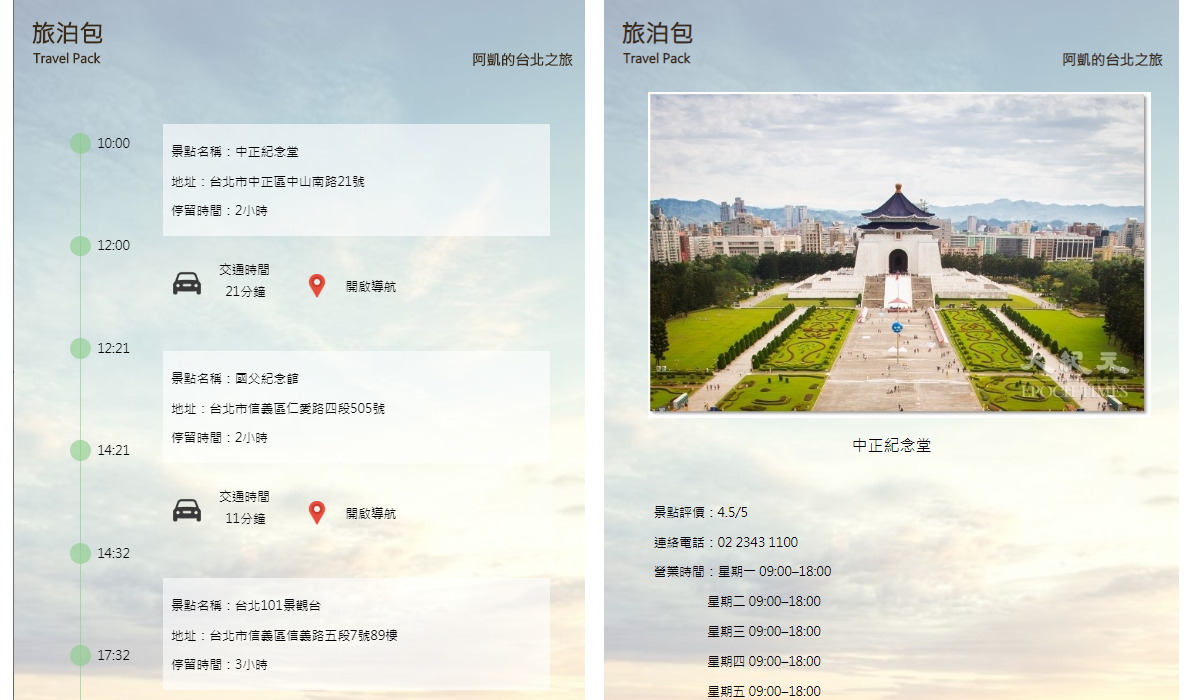 旅泊包
Travel Pack
阿凱的台北之旅
10:00
景點名稱：中正紀念堂
地址：台北市中正區中山南路21號
停留時間：2小時
12:00
交通時間
21分鐘
開啟導航
12:21
景點名稱：國父紀念館
地址：台北市信義區仁愛路四段505號
停留時間：2小時
14:21
交通時間
11分鐘
開啟導航
14:32
景點名稱：台北101景觀台
地址：台北市信義區信義路五段7號89樓
停留時間：3小時
17:32
旅泊包
Travel Pack
阿凱的台北之旅
大紀元
EPOCH TIMES
中正紀念堂
景點評價：4.5/5
連絡電話：02 2343 1100
營業時間：星期一 09:00–18:00
星期二 09:00–18:00
星期三 09:00–18:00
星期四 09:00–18:00
星期五 09:00–18:00